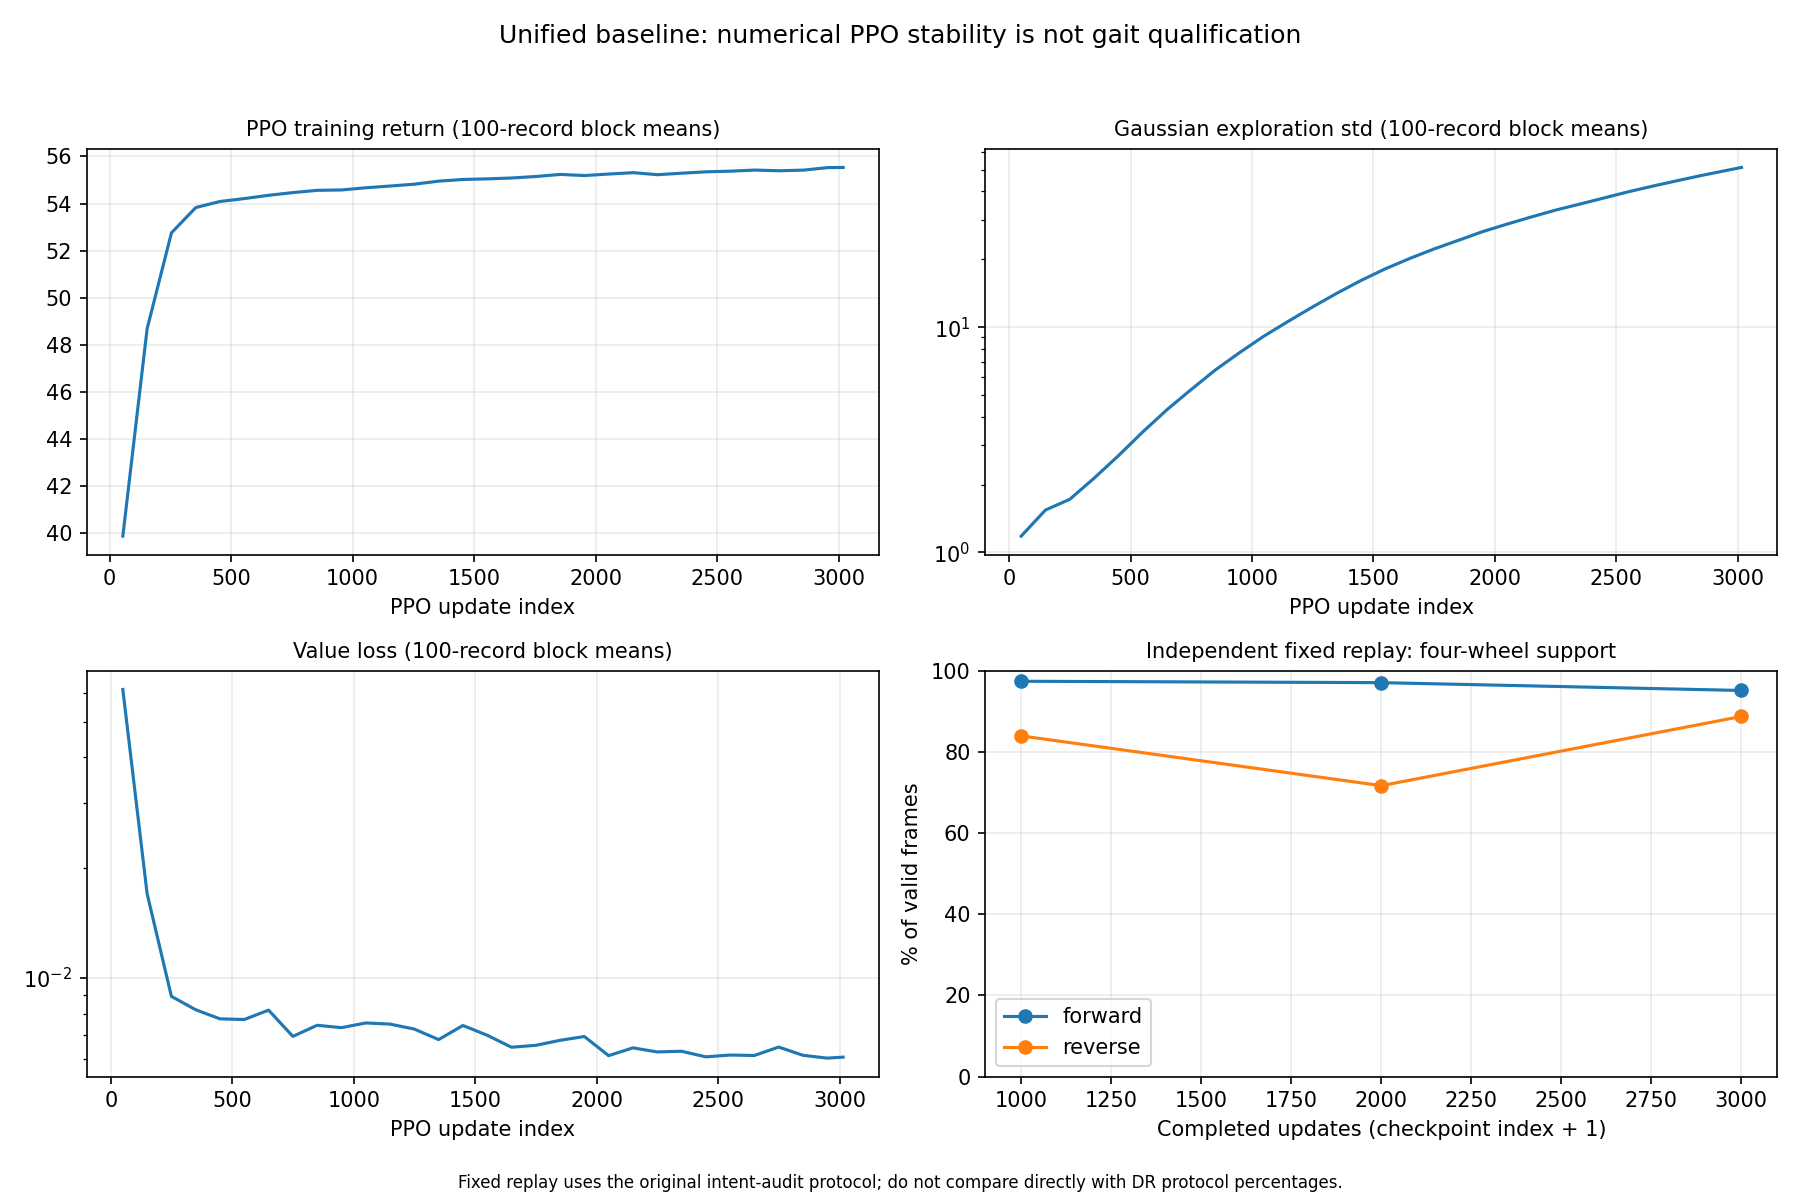 Unified baseline: numerical PPO stability is not gait qualification
PPO training return (100-record block means)
56
54
52
50
48
46
44
42
40
0 500 1000 1500 2000 2500 3000
PPO update index
Gaussian exploration std (100-record block means)
10¹
10⁰
0 500 1000 1500 2000 2500 3000
PPO update index
Value loss (100-record block means)
10⁻²
0 500 1000 1500 2000 2500 3000
PPO update index
Independent fixed replay: four-wheel support
% of valid frames
100
80
60
40
20
0
forward
reverse
1000 1250 1500 1750 2000 2250 2500 2750 3000
Completed updates (checkpoint index + 1)
Fixed replay uses the original intent-audit protocol; do not compare directly with DR protocol percentages.